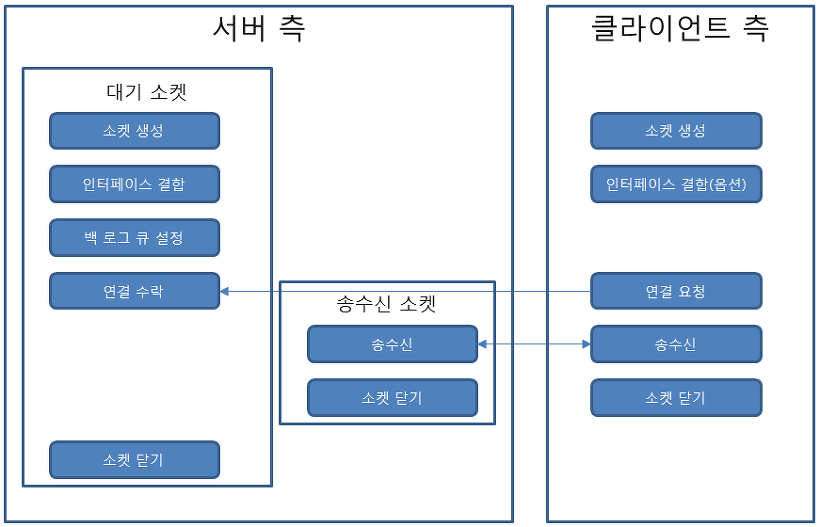 서버 측
대기 소켓
소켓 생성
인터페이스 결합
백 로그 큐 설정
연결 수락
소켓 닫기
송수신 소켓
송수신
소켓 닫기
클라이언트 측
소켓 생성
인터페이스 결합(옵션)
연결 요청
송수신
소켓 닫기